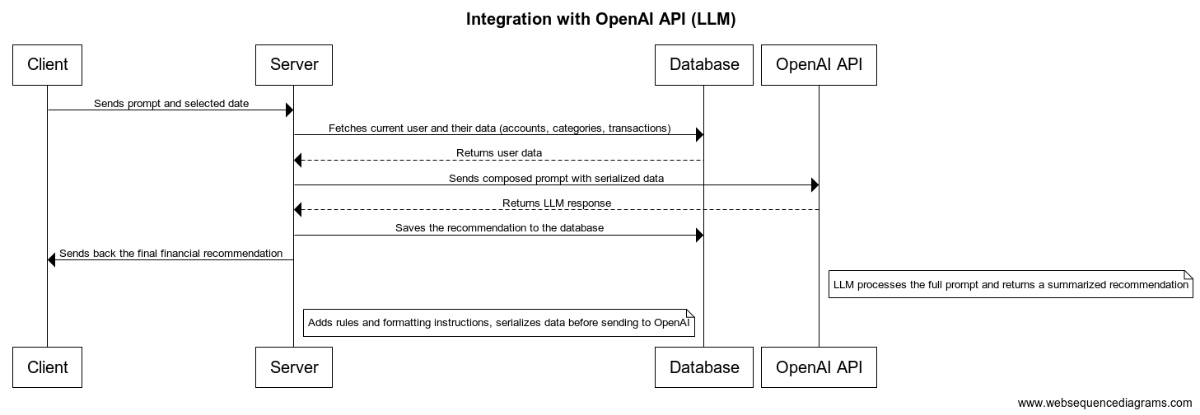 Integration with OpenAI API (LLM)
Client
Server
Database
OpenAI API
Sends prompt and selected date
Fetches current user and their data (accounts, categories, transactions)
Returns user data
Sends composed prompt with serialized data
Returns LLM response
Saves the recommendation to the database
Sends back the final financial recommendation
LLM processes the full prompt and returns a summarized recommendation
Adds rules and formatting instructions, serializes data before sending to OpenAI
Client
Server
Database
OpenAI API
www.websequencediagrams.com